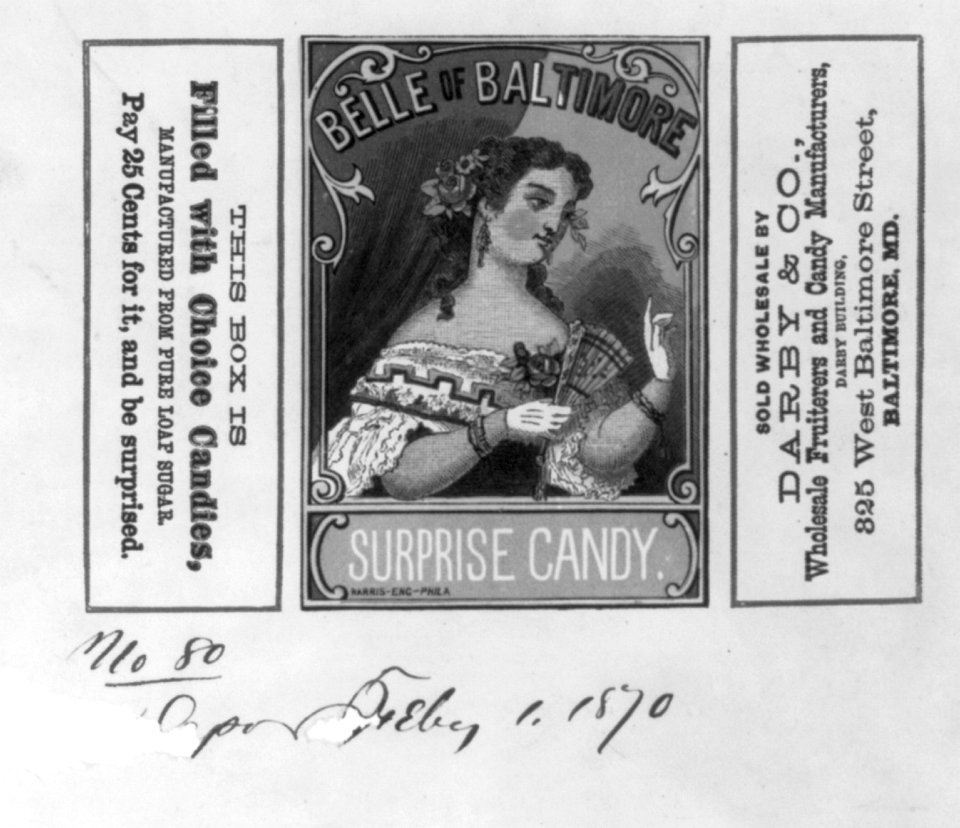 THIS BOX IS
Filled with Choice Candies,
MANUFACTURED FROM PURE LOAF SUGAR.
Pay 25 Cents for it, and be surprised.
BELLE OF BALTIMORE
SURPRISE CANDY.
HARRIS-ENG-PHILA
SOLD WHOLESALE BY
DARBY & CO.,
Wholesale Fruiterers and Candy Manufacturers,
DARBY BUILDING,
325 West Baltimore Street,
BALTIMORE, MD.
No 80
Feby 1. 1870